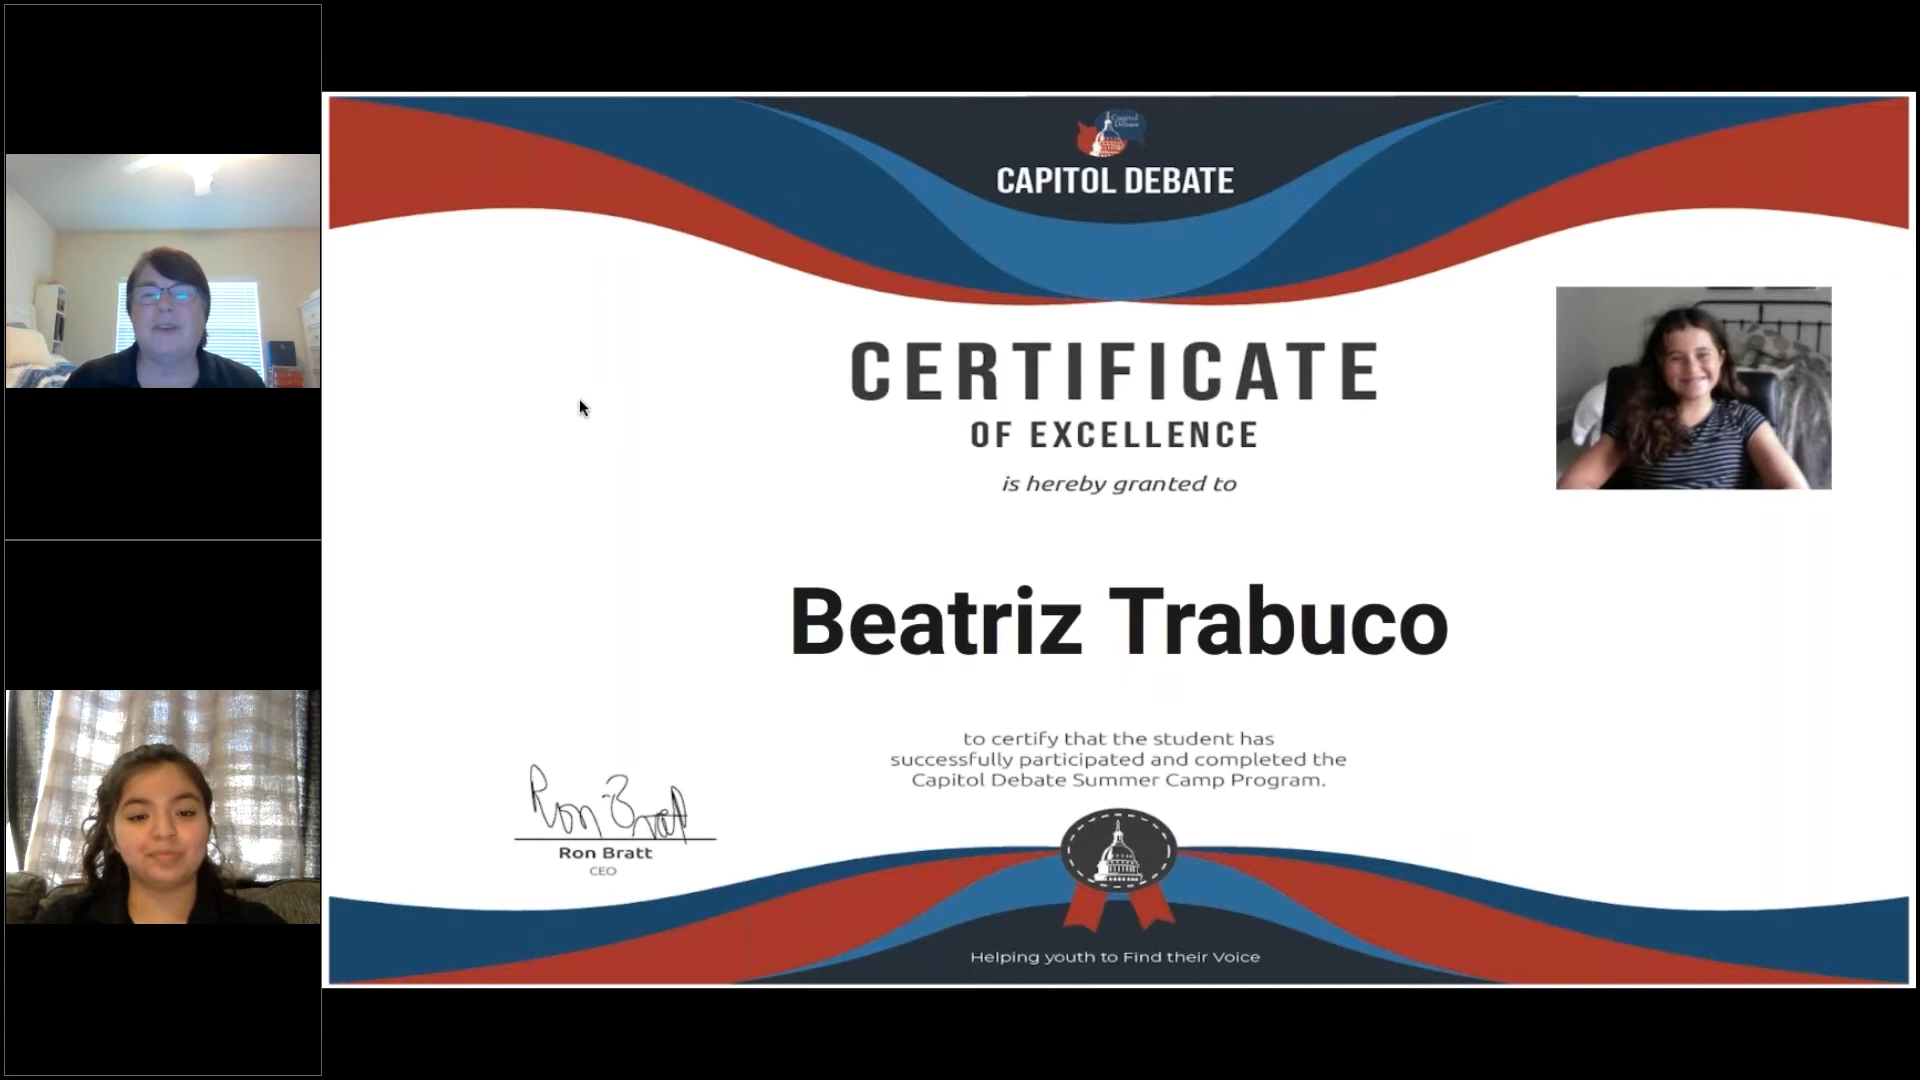 Capitol
Debate
CAPITOL DEBATE
CERTIFICATE
OF EXCELLENCE
is hereby granted to
Beatriz Trabuco
to certify that the student has
successfully participated and completed the
Capitol Debate Summer Camp Program.
Ron Bratt
Ron Bratt
CEO
Helping youth to Find their Voice